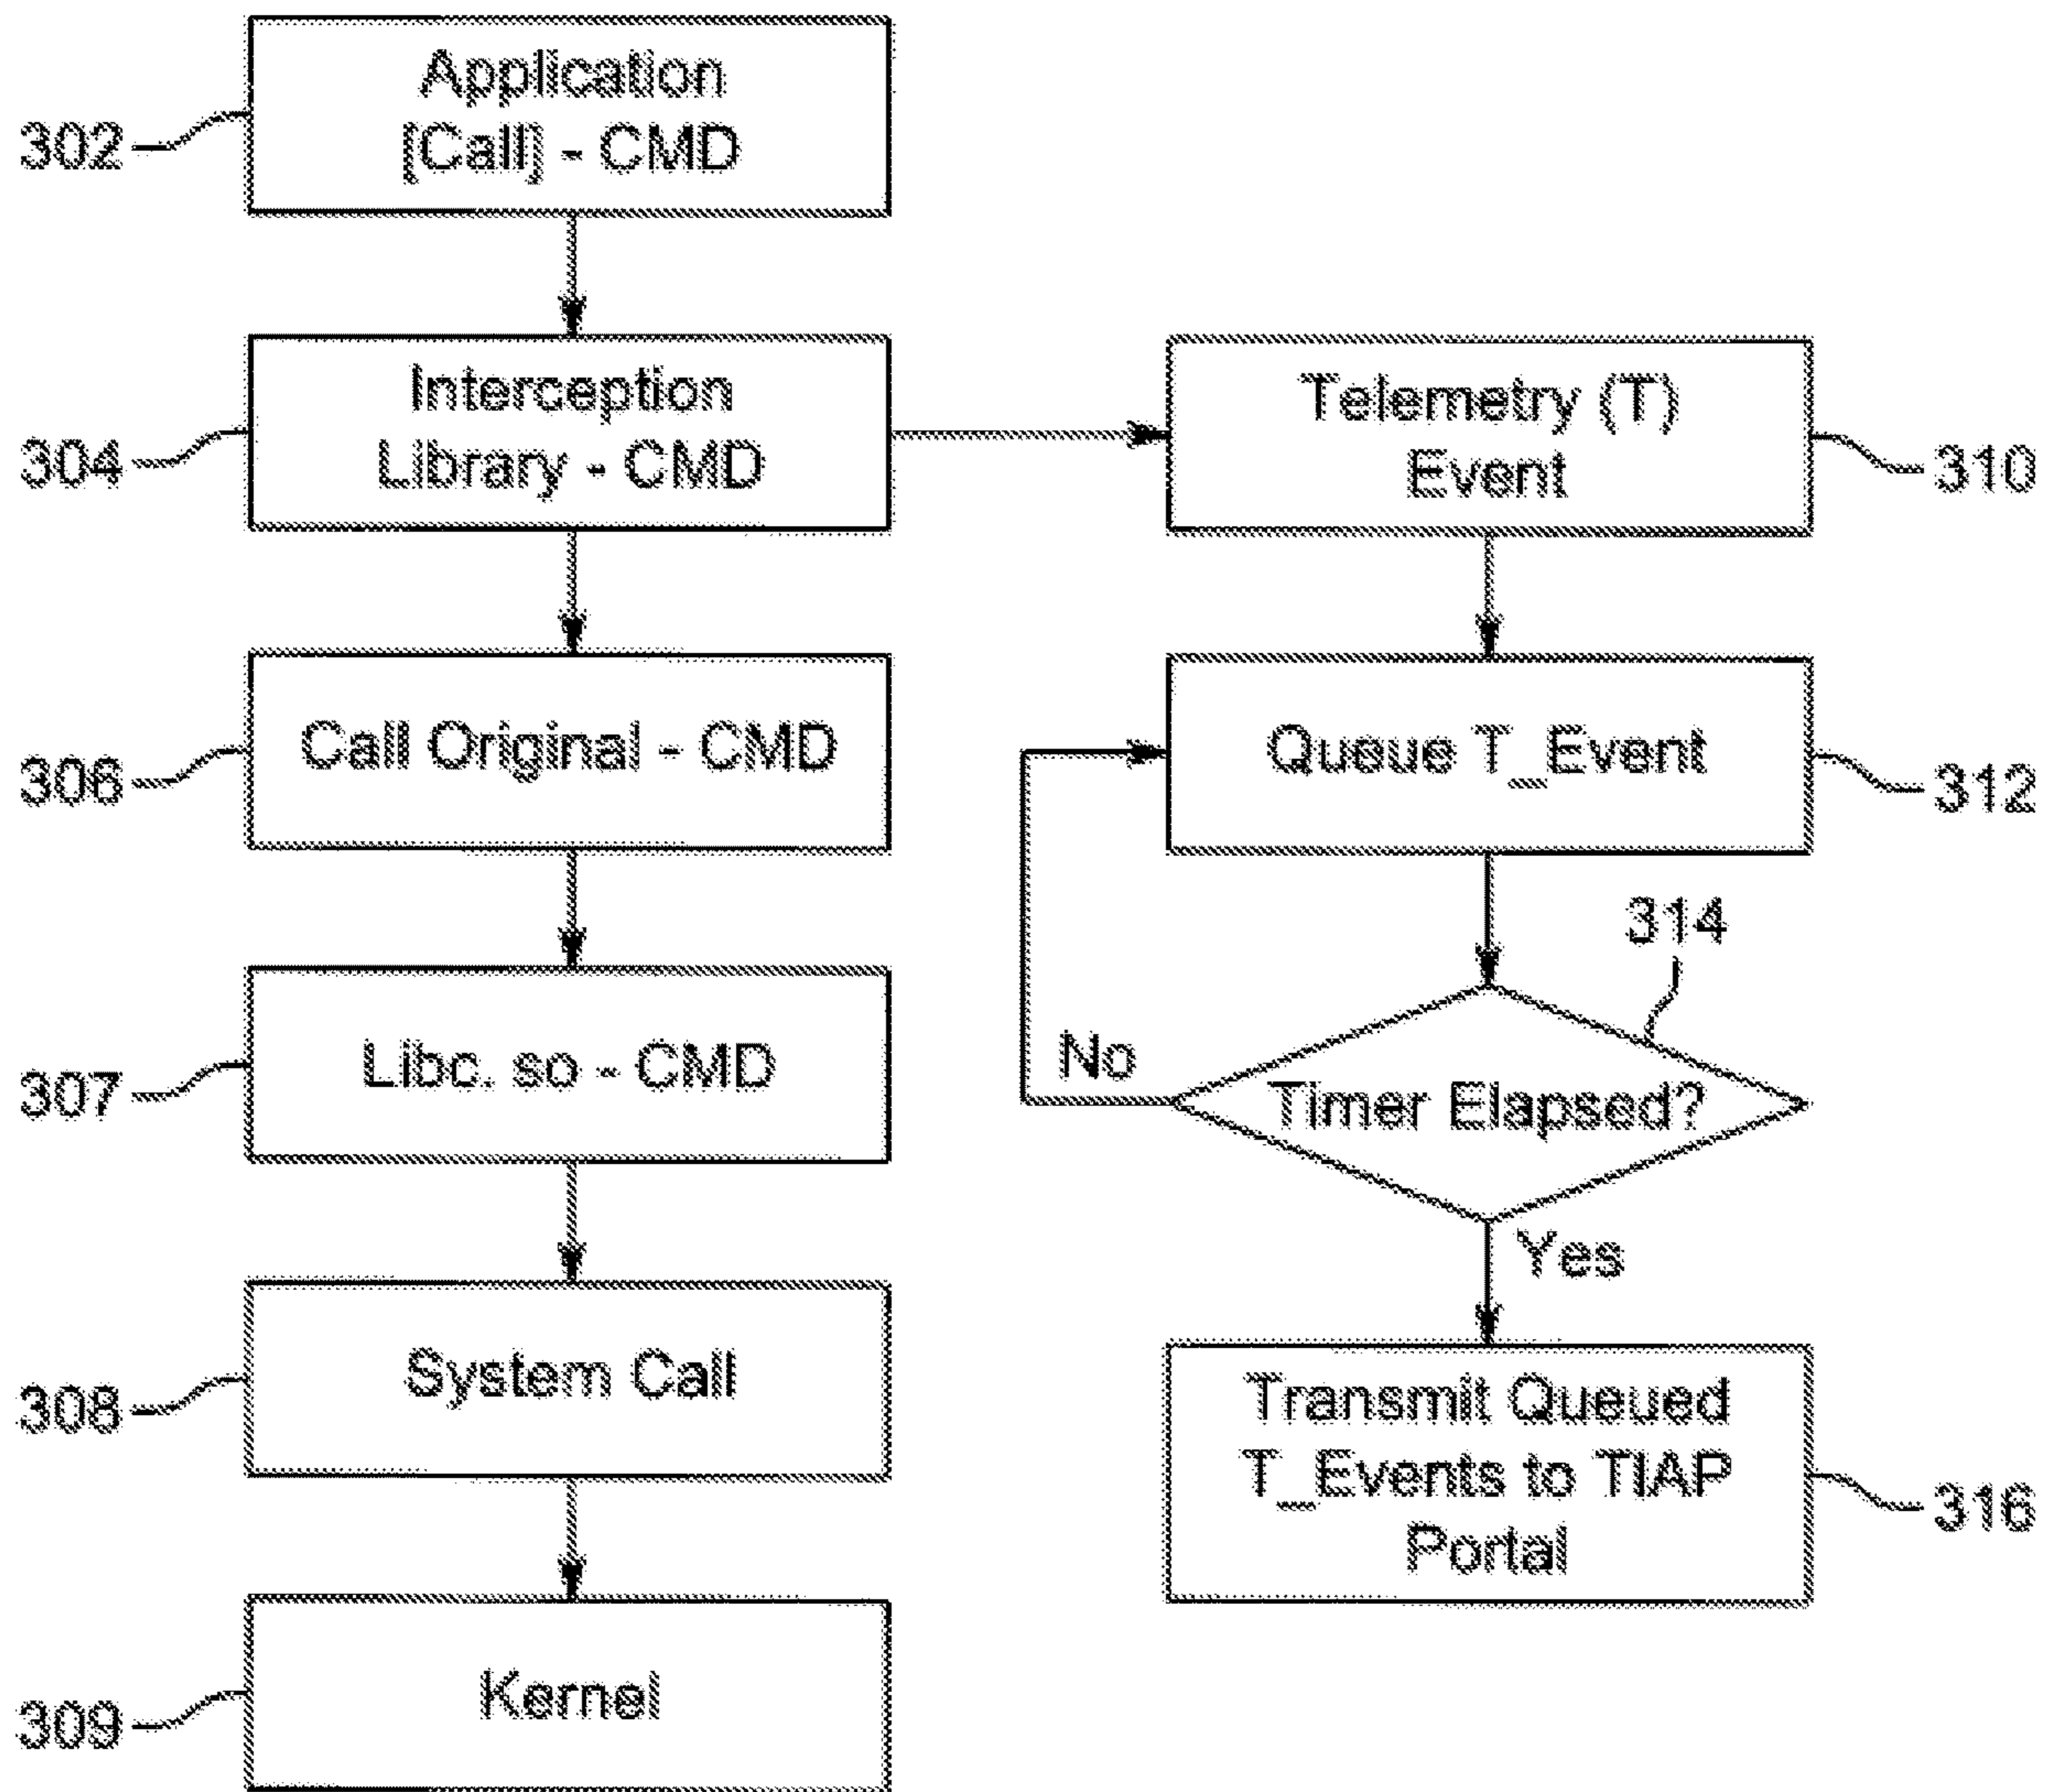 Application
[Call] - CMD
302
Interception
Library - CMD
304
Telemetry (T)
Event
310
Call Original - CMD
306
Queue T_Event
312
314
Libc. so - CMD
307
No
Timer Elapsed?
Yes
System Call
308
Transmit Queued
T_Events to TIAP
Portal
316
Kernel
309